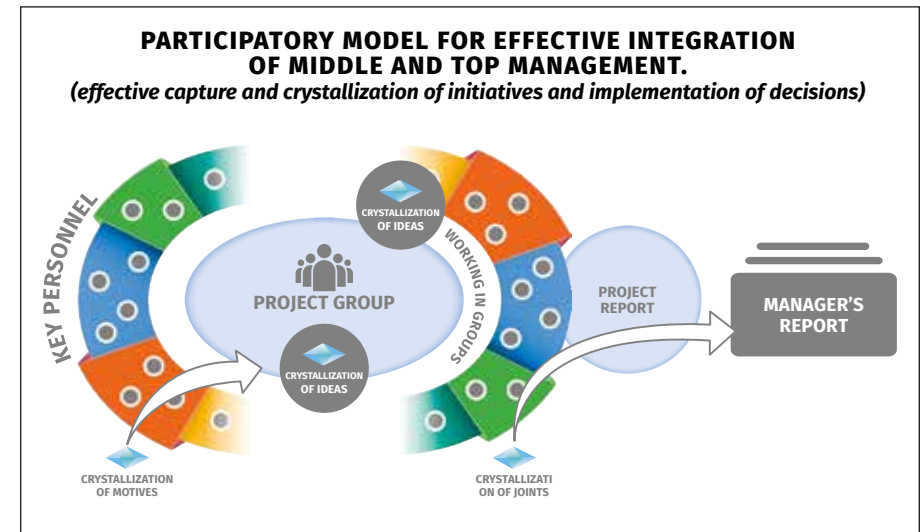 PARTICIPATORY MODEL FOR EFFECTIVE INTEGRATION
OF MIDDLE AND TOP MANAGEMENT.
(effective capture and crystallization of initiatives and implementation of decisions)
KEY PERSONNEL
CRYSTALLIZATION
OF MOTIVES
PROJECT GROUP
CRYSTALLIZATION
OF IDEAS
CRYSTALLIZATION
OF IDEAS
WORKING IN GROUPS
CRYSTALLIZATI
ON OF JOINTS
PROJECT
REPORT
MANAGER'S
REPORT